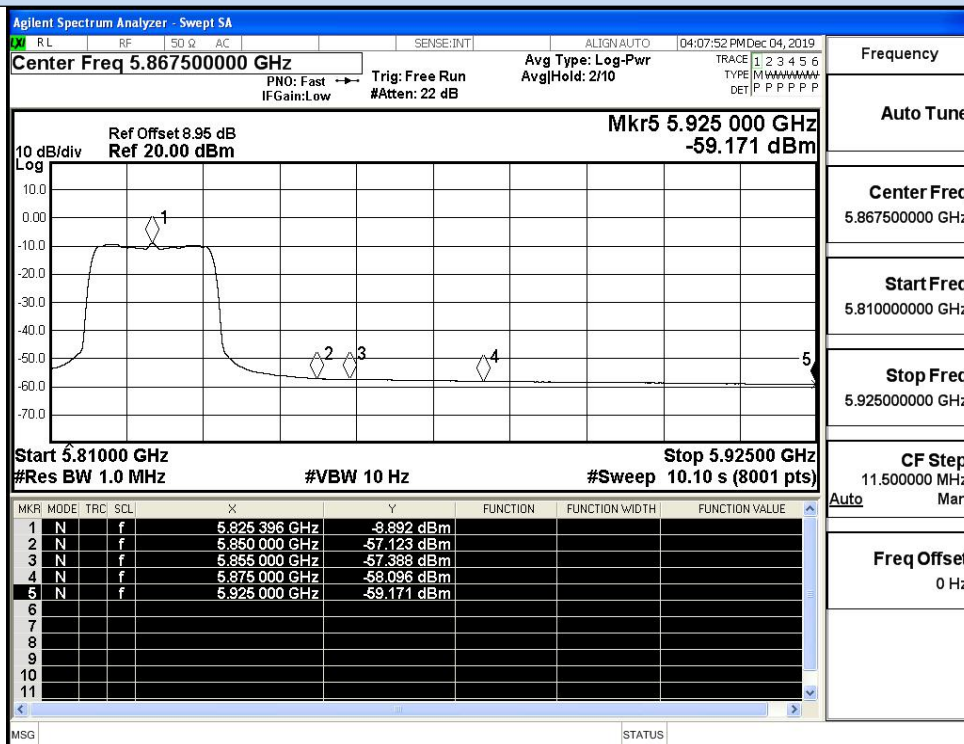 Agilent Spectrum Analyzer - Swept SA
LXI RL RF 50 Ω AC SENSE:INT ALIGN AUTO 04:07:52 PM Dec 04, 2019
Center Freq 5.867500000 GHz
PNO: Fast
IFGain:Low
Trig: Free Run
#Atten: 22 dB
Avg Type: Log-Pwr
Avg|Hold: 2/10
TRACE 1 2 3 4 5 6
TYPE M WWWWW
DET P P P P P P
Ref Offset 8.95 dB
Ref 20.00 dBm
10 dB/div
Log
Mkr5 5.925 000 GHz
-59.171 dBm
10.0
0.00
-10.0
-20.0
-30.0
-40.0
-50.0
-60.0
-70.0
1
2
3
4
5
Start 5.81000 GHz
Stop 5.92500 GHz
#Res BW 1.0 MHz #VBW 10 Hz #Sweep 10.10 s (8001 pts)
MKR MODE TRC SCL X Y FUNCTION FUNCTION WIDTH FUNCTION VALUE
1 N f 5.825 396 GHz -8.892 dBm
2 N f 5.850 000 GHz -57.123 dBm
3 N f 5.855 000 GHz -57.388 dBm
4 N f 5.875 000 GHz -58.096 dBm
5 N f 5.925 000 GHz -59.171 dBm
6
7
8
9
10
11
MSG STATUS
Frequency
Auto Tune
Center Freq
5.867500000 GHz
Start Freq
5.810000000 GHz
Stop Freq
5.925000000 GHz
CF Step
11.500000 MHz
Auto Man
Freq Offset
0 Hz